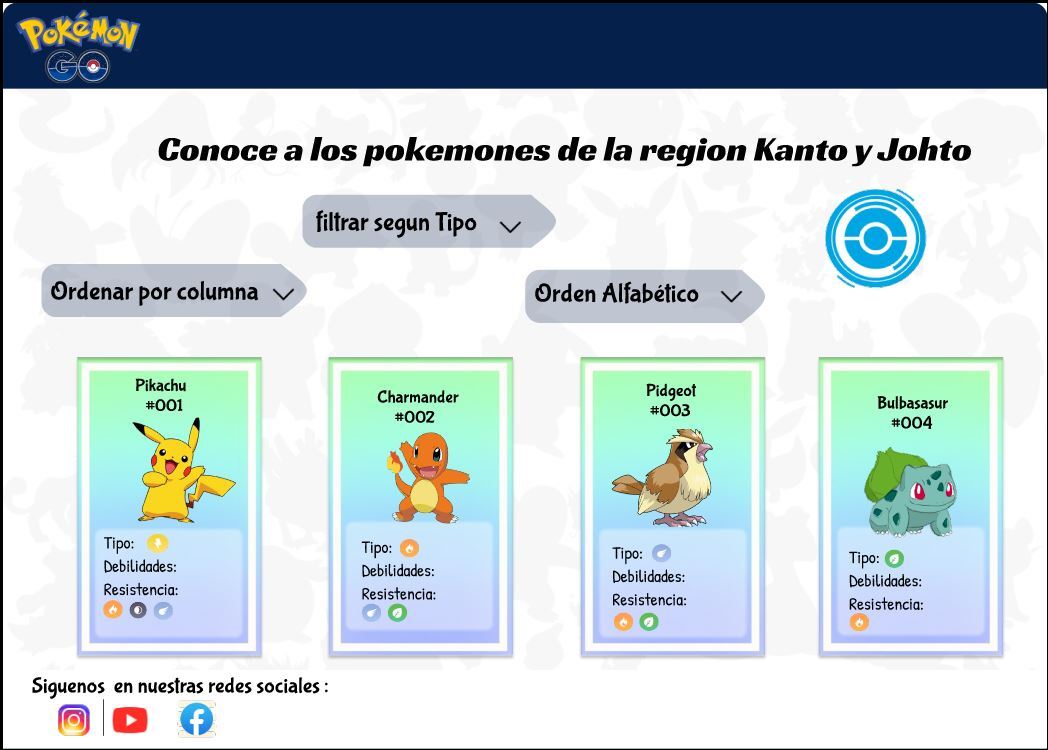 POKÉMON
GO
Conoce a los pokemones de la region Kanto y Johto
filtrar segun Tipo
Ordenar por columna
Orden Alfabético
Pikachu
#001
Tipo:
Debilidades:
Resistencia:
Charmander
#002
Tipo:
Debilidades:
Resistencia:
Pidgeot
#003
Tipo:
Debilidades:
Resistencia:
Bulbasasur
#004
Tipo:
Debilidades:
Resistencia:
Siguenos en nuestras redes sociales :